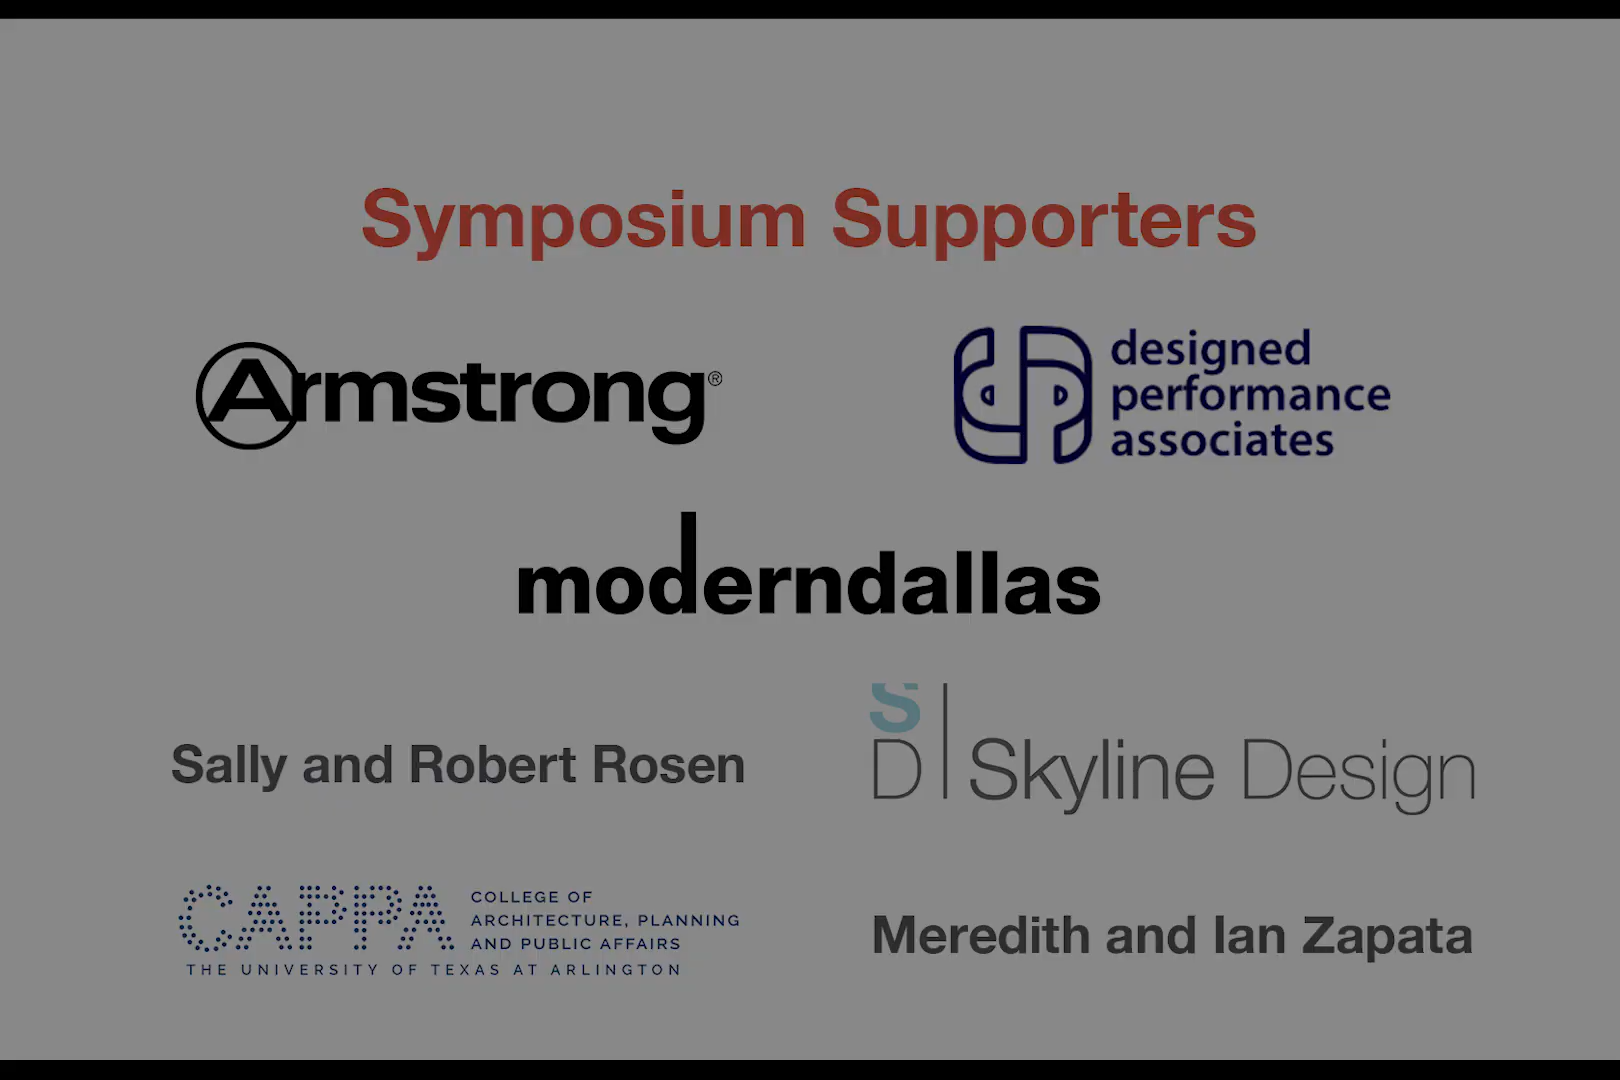 Symposium Supporters
Armstrong®
designed
performance
associates
moderndallas
Sally and Robert Rosen
SD Skyline Design
CAPPA COLLEGE OF
ARCHITECTURE, PLANNING
AND PUBLIC AFFAIRS
THE UNIVERSITY OF TEXAS AT ARLINGTON
Meredith and Ian Zapata